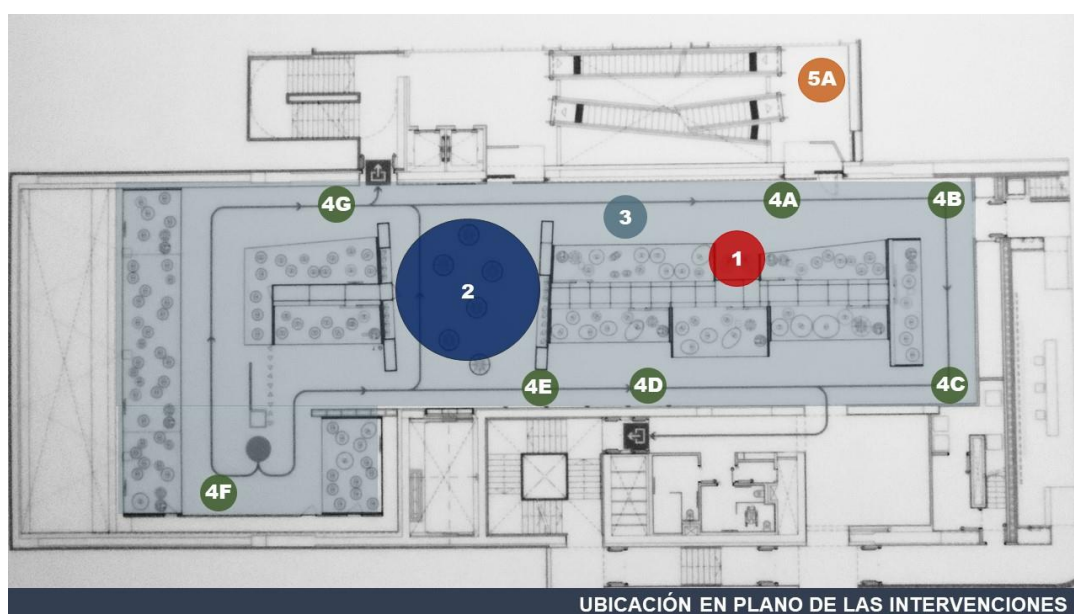 5A
4G
4A
4B
3
1
2
4E
4D
4C
4F
UBICACIÓN EN PLANO DE LAS INTERVENCIONES